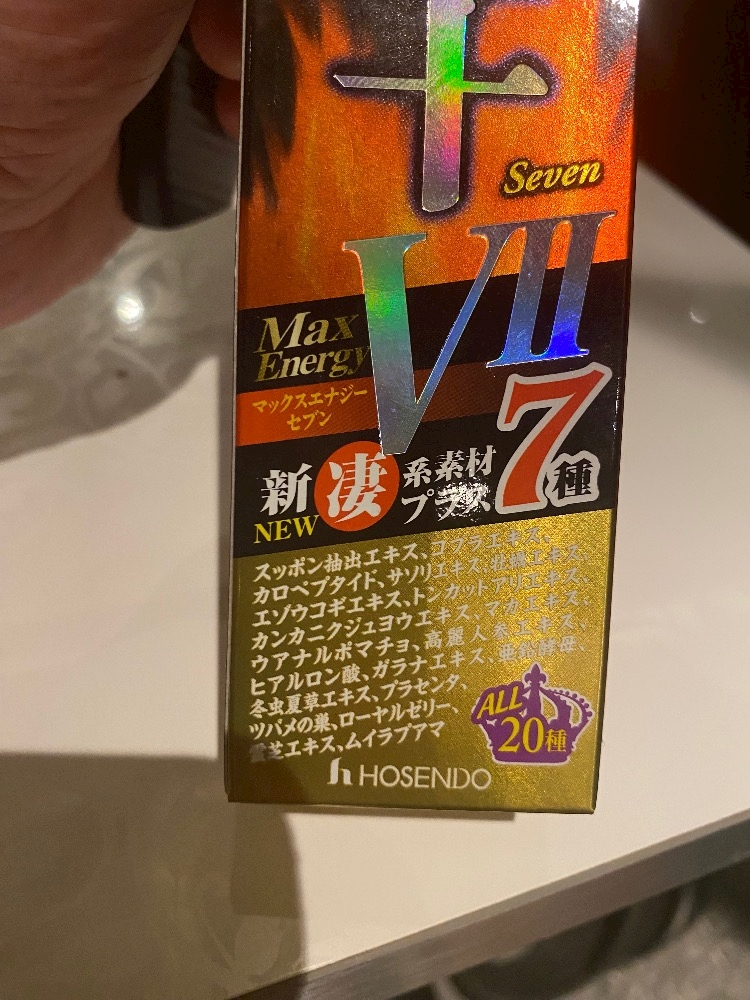 Seven
VII
Max
Energy
マックスエナジー
セブン
新凄系素材
プラス7種
NEW
スッポン抽出エキス、コブラエキス、
カロペプタイド、サソリエキス、牡蠣エキス、
エゾウコギエキス、トンカットアリエキス、
カンカニクジュヨウエキス、マカエキス、
ウアナルポマチョ、高麗人参エキス、
ヒアルロン酸、ガラナエキス、亜鉛酵母、
冬虫夏草エキス、プラセンタ、
ツバメの巣、ローヤルゼリー、
霊芝エキス、ムイラプアマ
ALL
20種
HOSENDO